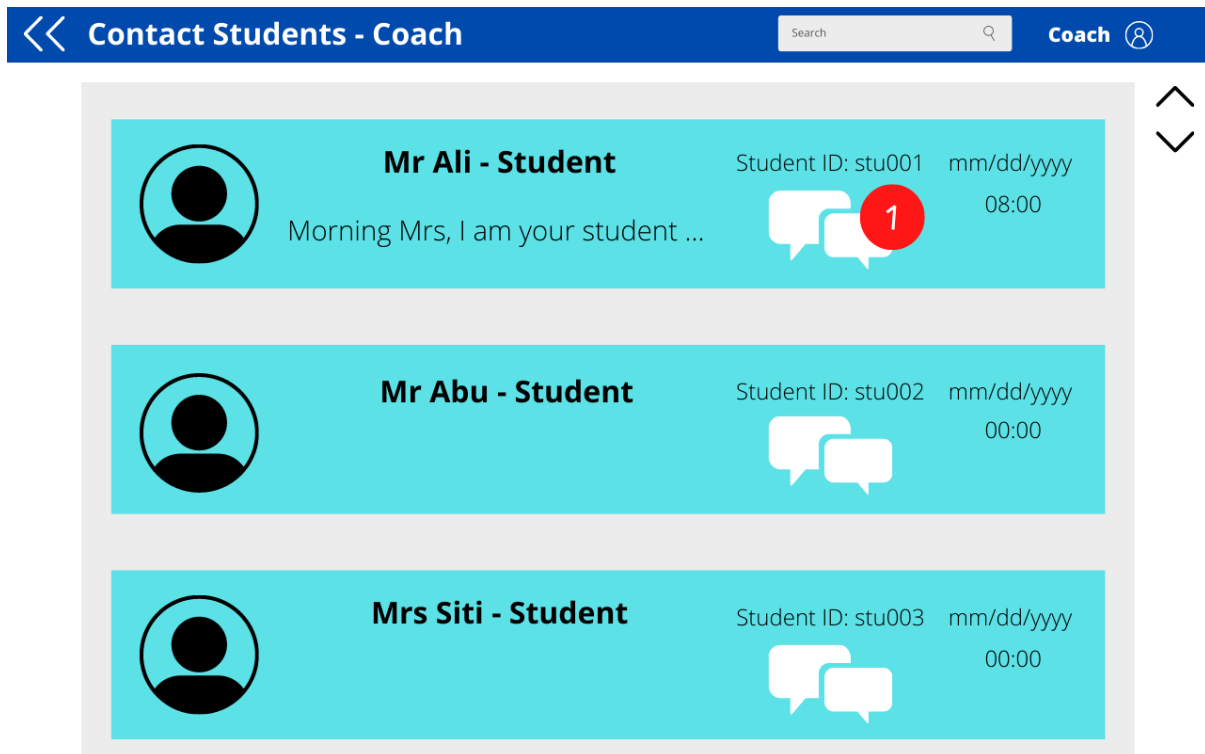 Contact Students - Coach
Search
Coach
Mr Ali - Student
Student ID: stu001
mm/dd/yyyy
08:00
1
Morning Mrs, I am your student ...
Mr Abu - Student
Student ID: stu002
mm/dd/yyyy
00:00
Mrs Siti - Student
Student ID: stu003
mm/dd/yyyy
00:00